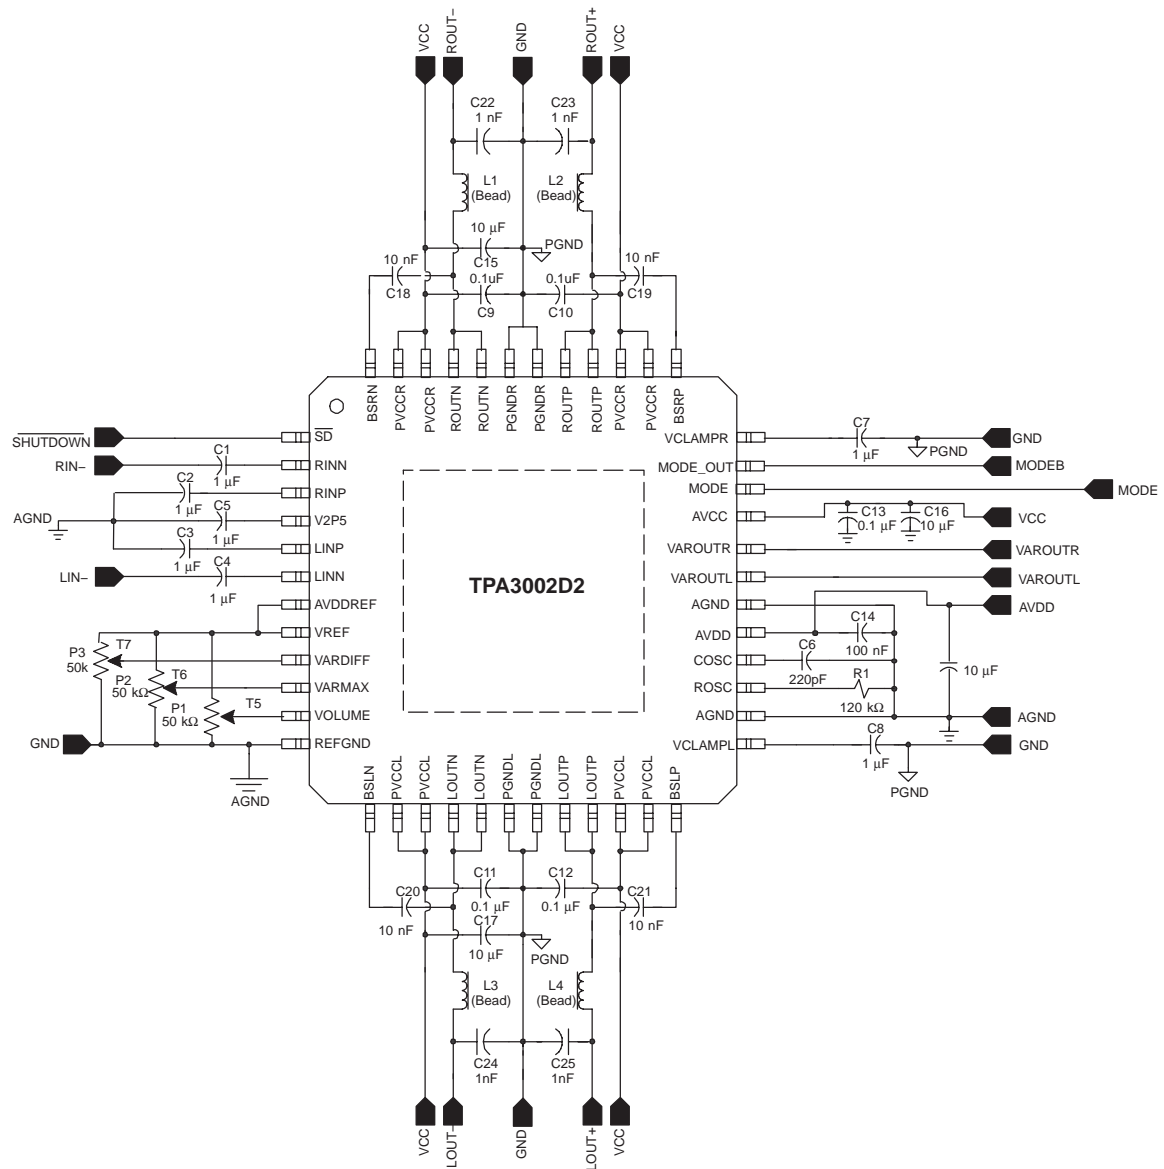 VCC
ROUT–
GND
ROUT+
VCC
C22
1 nF
C23
1 nF
L1
(Bead)
L2
(Bead)
10 µF
C15
PGND
10 nF
C18
0.1uF
C9
0.1uF
C10
10 nF
C19
BSRN
PVCCR
PVCCR
ROUTN
ROUTN
PGNDR
PGNDR
ROUTP
ROUTP
PVCCR
PVCCR
BSRP
SHUTDOWN
SD
RIN–
C1
1 µF
RINN
C2
1 µF
RINP
AGND
C5
1 µF
V2P5
C3
1 µF
LINP
LIN–
C4
1 µF
LINN
AVDDREF
VREF
P3
50k
T7
VARDIFF
P2
50 kΩ
T6
VARMAX
P1
50 kΩ
T5
VOLUME
GND
REFGND
AGND
TPA3002D2
VCLAMPR
C7
1 µF
PGND
GND
MODE_OUT
MODEB
MODE
MODE
AVCC
C13
0.1 µF
C16
10 µF
VCC
VAROUTR
VAROUTR
VAROUTL
VAROUTL
AGND
AVDD
AVDD
C14
100 nF
COSC
C6
220pF
10 µF
ROSC
R1
120 kΩ
AGND
AGND
VCLAMPL
C8
1 µF
PGND
GND
BSLN
PVCCL
PVCCL
LOUTN
LOUTN
PGNDL
PGNDL
LOUTP
LOUTP
PVCCL
PVCCL
BSLP
C20
10 nF
C11
0.1 µF
C12
0.1 µF
C21
10 nF
C17
10 µF
PGND
L3
(Bead)
L4
(Bead)
C24
1nF
C25
1nF
VCC
LOUT–
GND
LOUT+
VCC